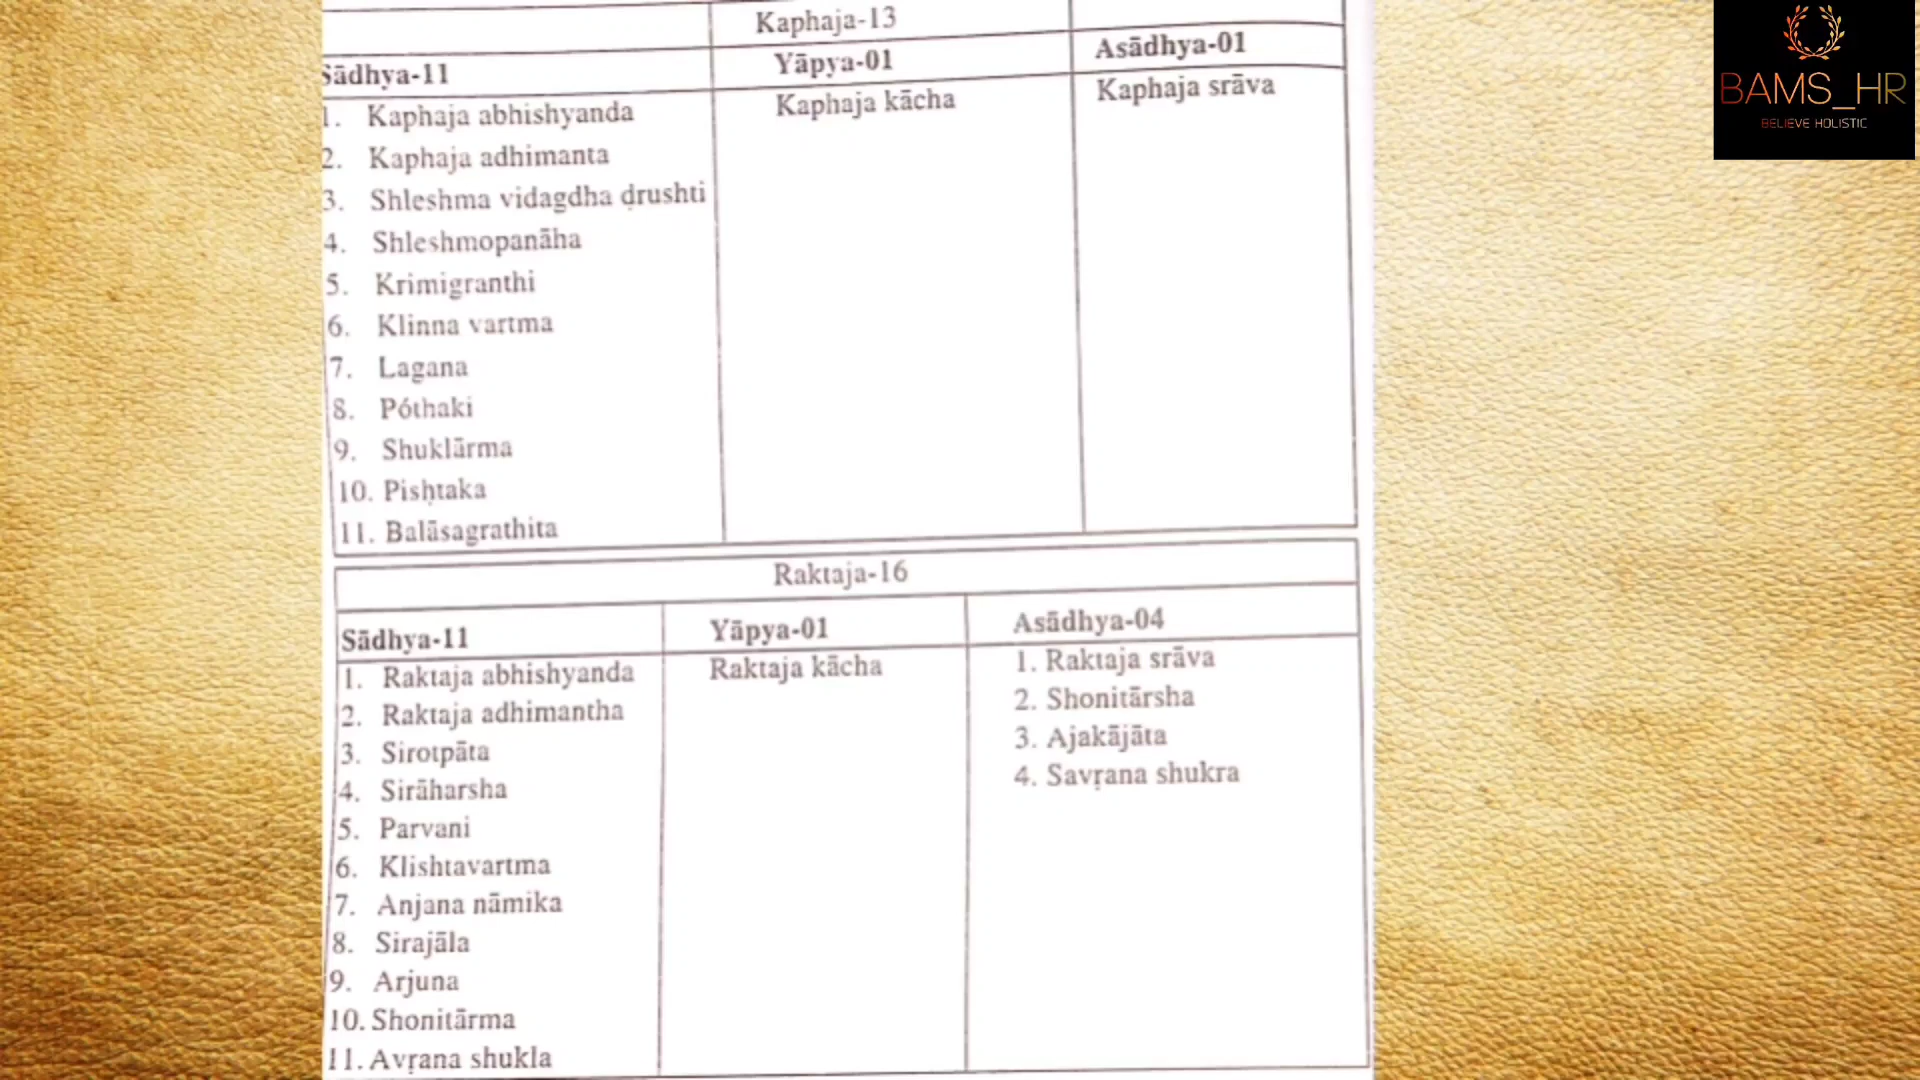 Kaphaja-13
Sādhya-11
Yāpya-01
Asādhya-01
1. Kaphaja abhishyanda
Kaphaja kācha
Kaphaja srāva
2. Kaphaja adhimanta
3. Shleshma vidagdha ḍrushti
4. Shleshmopanāha
5. Krimigranthi
6. Klinna vartma
7. Lagana
8. Póthaki
9. Shuklārma
10. Pishṭaka
11. Balāsagrathita
Raktaja-16
Sādhya-11
Yāpya-01
Asādhya-04
1. Raktaja abhishyanda
Raktaja kācha
1. Raktaja srāva
2. Raktaja adhimantha
2. Shonitārsha
3. Sirotpāta
3. Ajakājāta
4. Sirāharsha
4. Savṛana shukra
5. Parvani
6. Klishtavartma
7. Anjana nāmika
8. Sirajāla
9. Arjuna
10. Shonitārma
11. Avṛana shukla
BAMS_HR
BELIEVE HOLISTIC